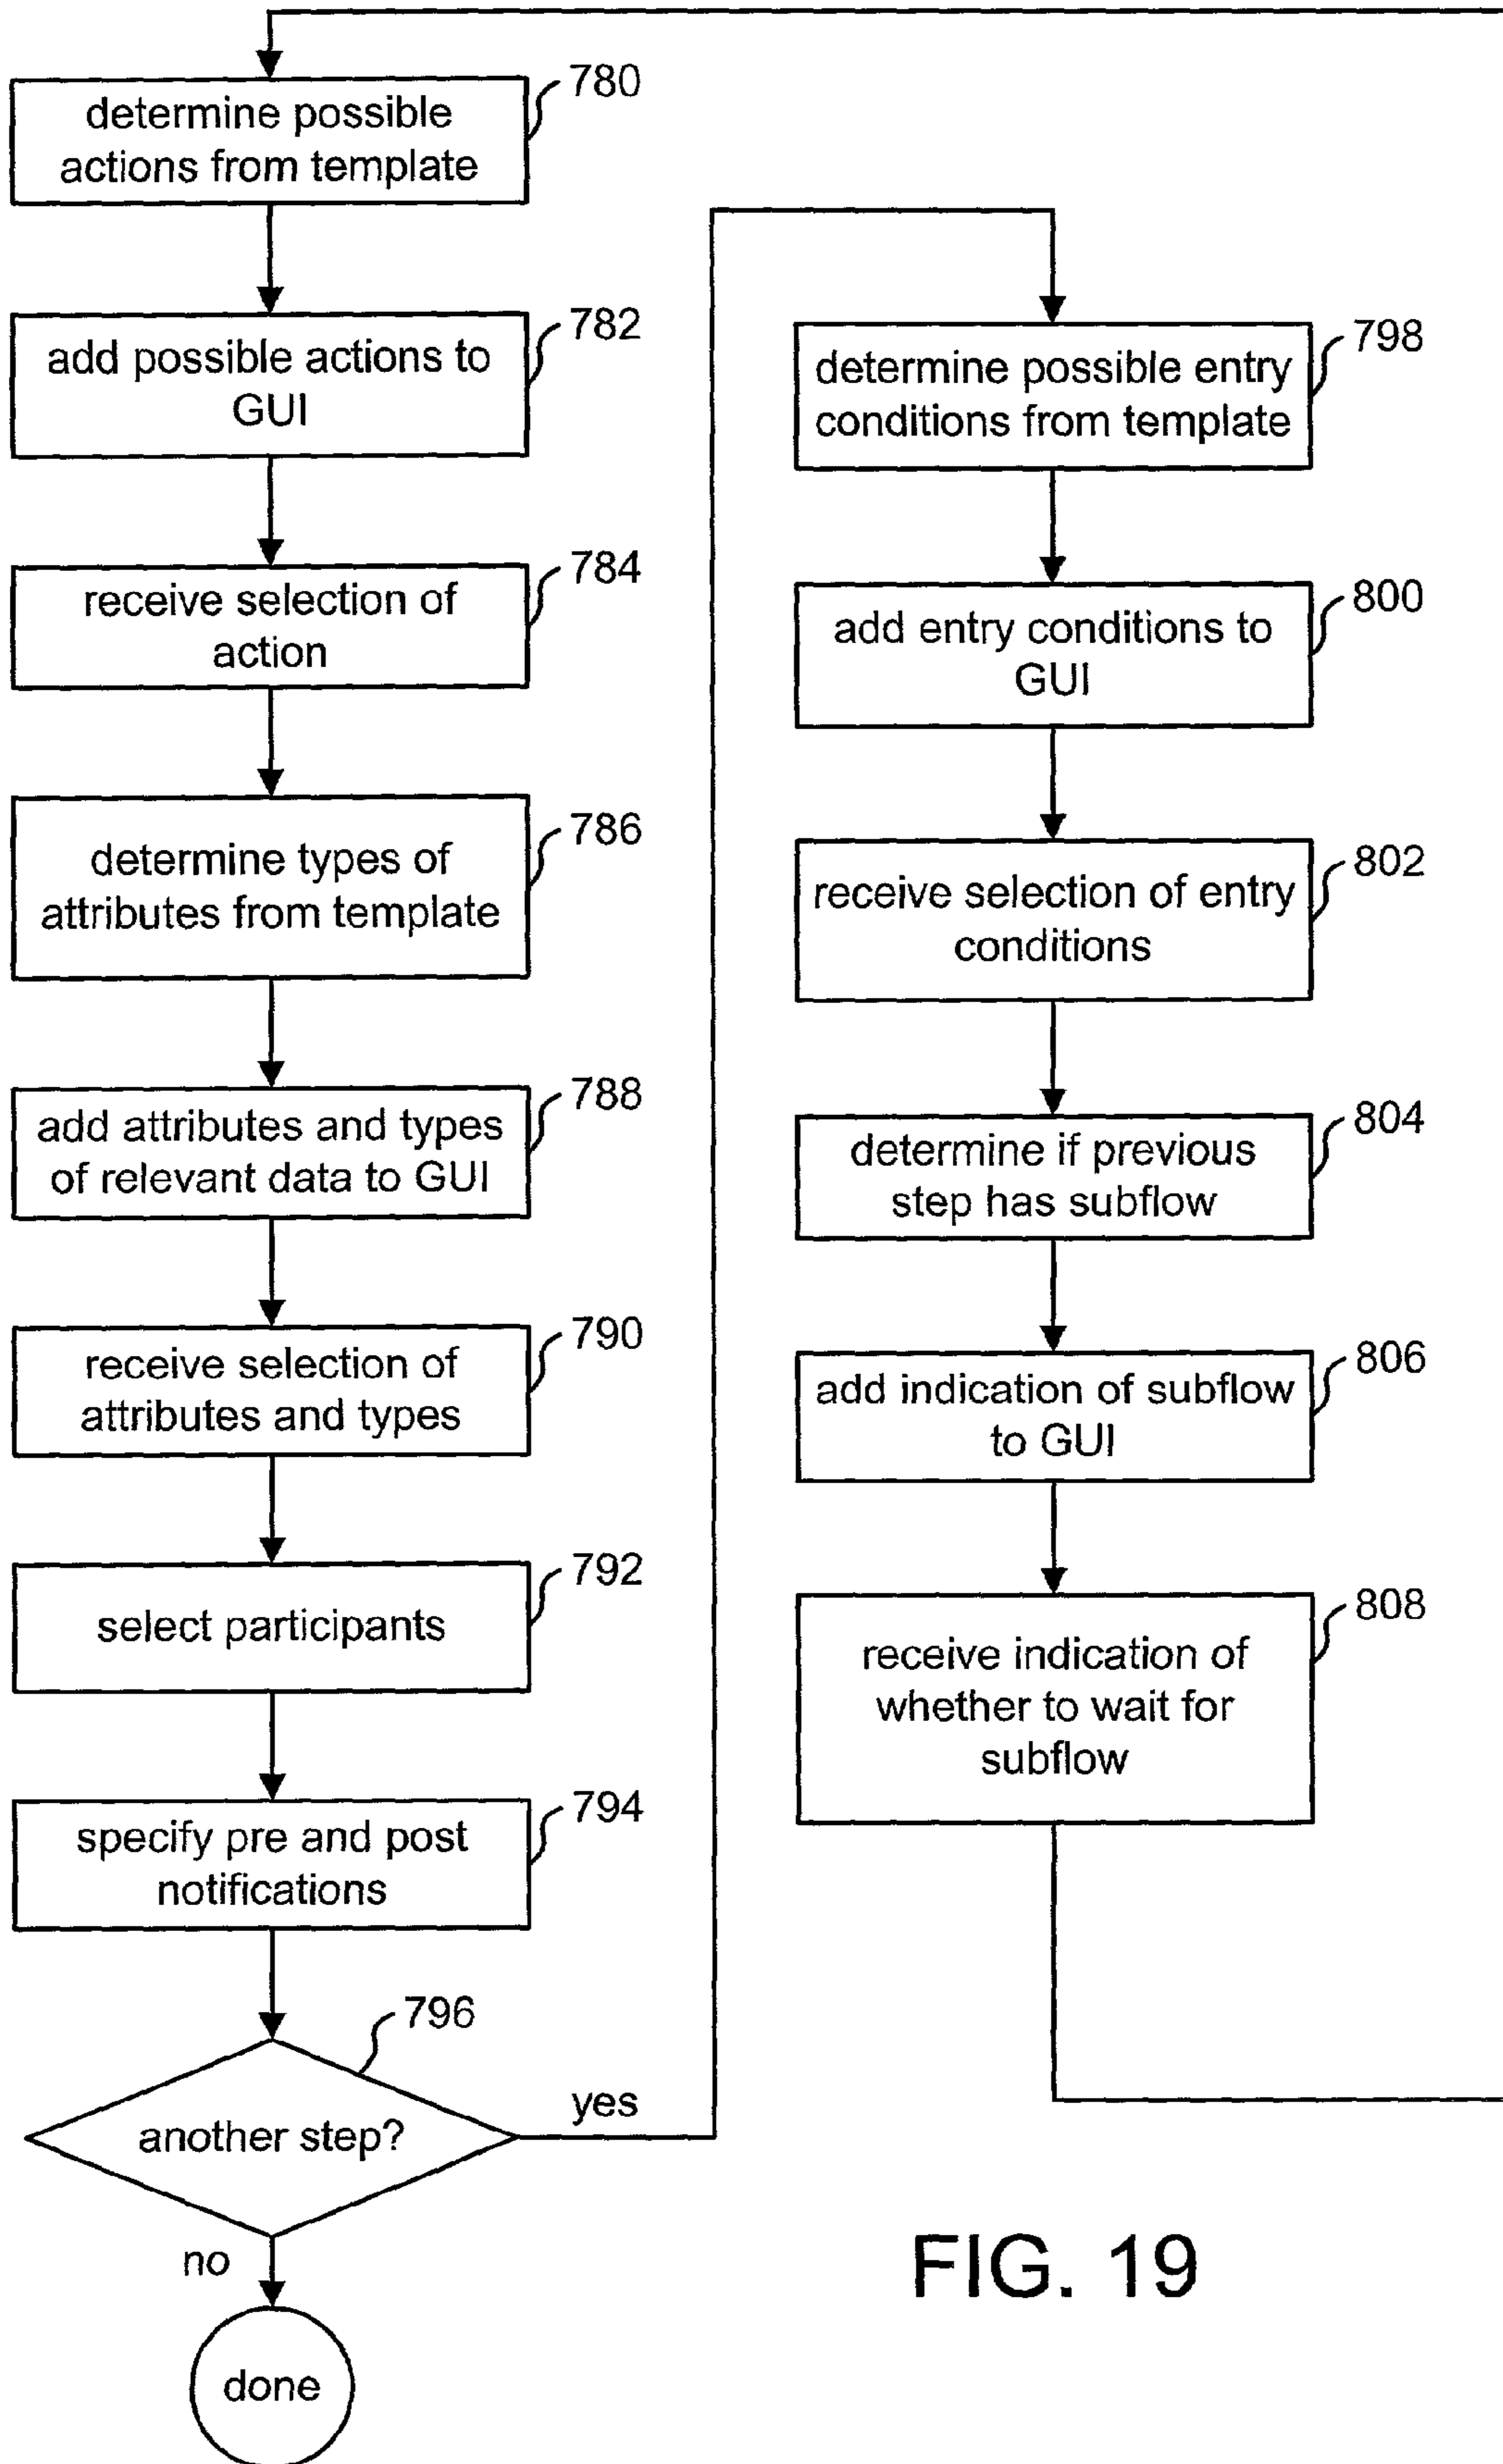 determine possible
actions from template
780
add possible actions to
GUI
782
receive selection of
action
784
determine types of
attributes from template
786
add attributes and types
of relevant data to GUI
788
receive selection of
attributes and types
790
select participants
792
specify pre and post
notifications
794
another step?
796
yes
no
done
determine possible entry
conditions from template
798
add entry conditions to
GUI
800
receive selection of entry
conditions
802
determine if previous
step has subflow
804
add indication of subflow
to GUI
806
receive indication of
whether to wait for
subflow
808
FIG. 19